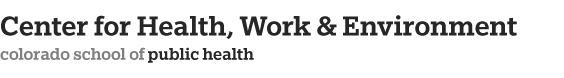 Center for Health, Work & Environment
colorado school of public health